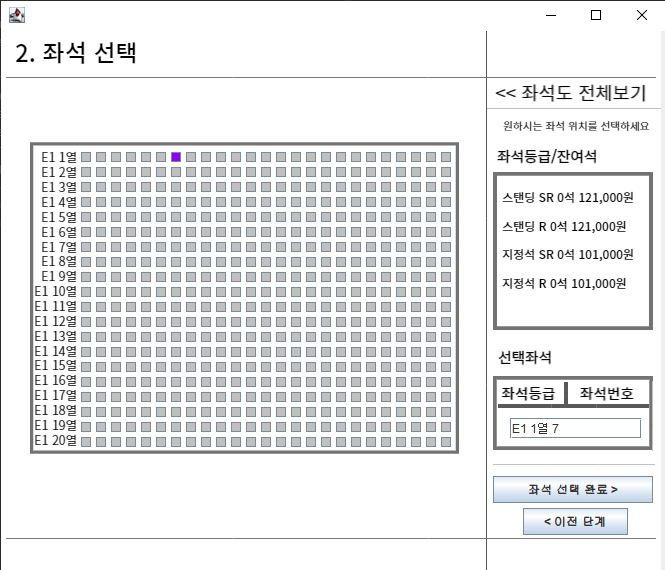 2. 좌석 선택
<< 좌석도 전체보기
원하시는 좌석 위치를 선택하세요
좌석등급/잔여석
스탠딩 SR 0석 121,000원
스탠딩 R 0석 121,000원
지정석 SR 0석 101,000원
지정석 R 0석 101,000원
E1 1열
E1 2열
E1 3열
E1 4열
E1 5열
E1 6열
E1 7열
E1 8열
E1 9열
E1 10열
E1 11열
E1 12열
E1 13열
E1 14열
E1 15열
E1 16열
E1 17열
E1 18열
E1 19열
E1 20열
선택좌석
좌석등급 좌석번호
E1 1열 7
좌석 선택 완료 >
< 이전 단계